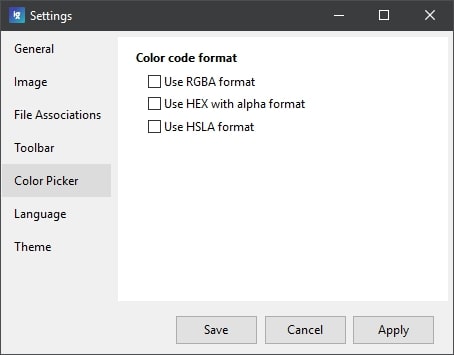 ig Settings
General
Image
File Associations
Toolbar
Color Picker
Language
Theme
Color code format
Use RGBA format
Use HEX with alpha format
Use HSLA format
Save Cancel Apply